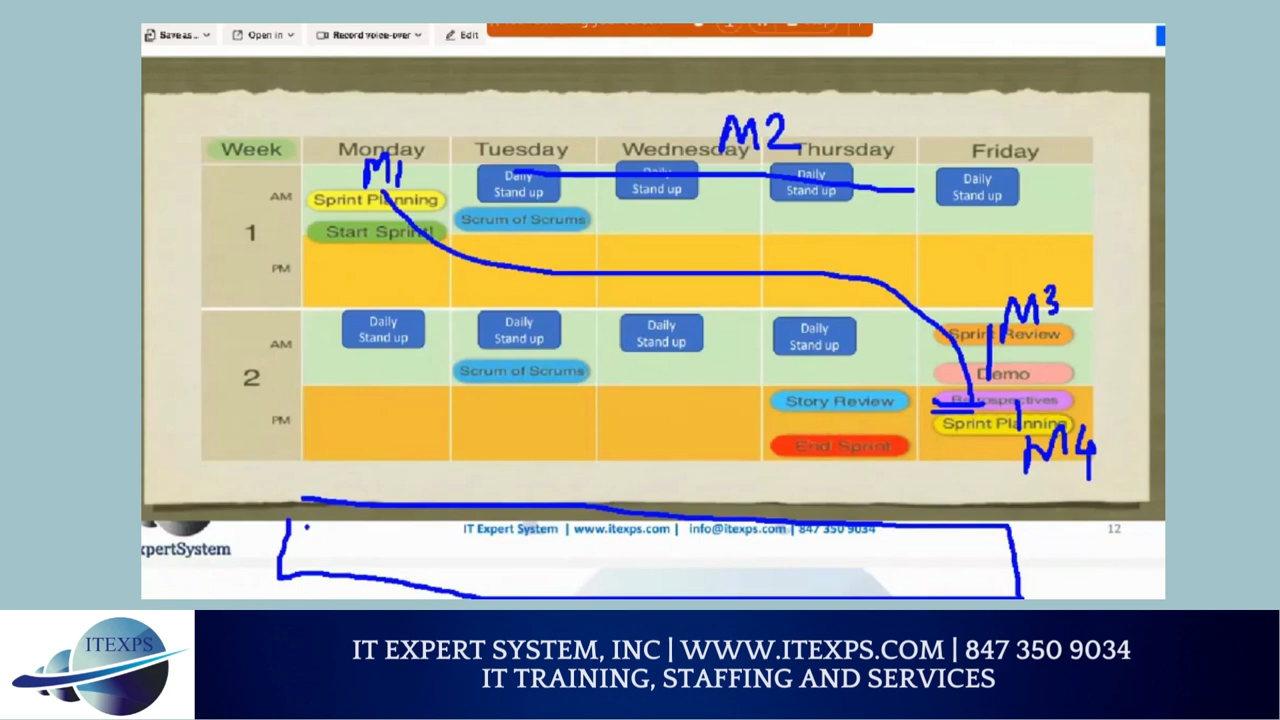 Save as...
Open in
Record voice-over
Edit
M2
Week Monday Tuesday Wednesday Thursday Friday
M1
AM
Daily
Stand up
Daily
Stand up
Daily
Stand up
Daily
Stand up
Sprint Planning
Scrum of Scrums
1
Start Sprint!
PM
M3
AM
Daily
Stand up
Daily
Stand up
Daily
Stand up
Daily
Stand up
Sprint Review
Scrum of Scrums
Demo
2
Story Review
Retrospectives
PM
Sprint Planning
End Sprint
M4
IT Expert System | www.itexps.com | info@itexps.com | 847 350 9034
12
xpertSystem
ITEXPS
IT EXPERT SYSTEM, INC | WWW.ITEXPS.COM | 847 350 9034
IT TRAINING, STAFFING AND SERVICES